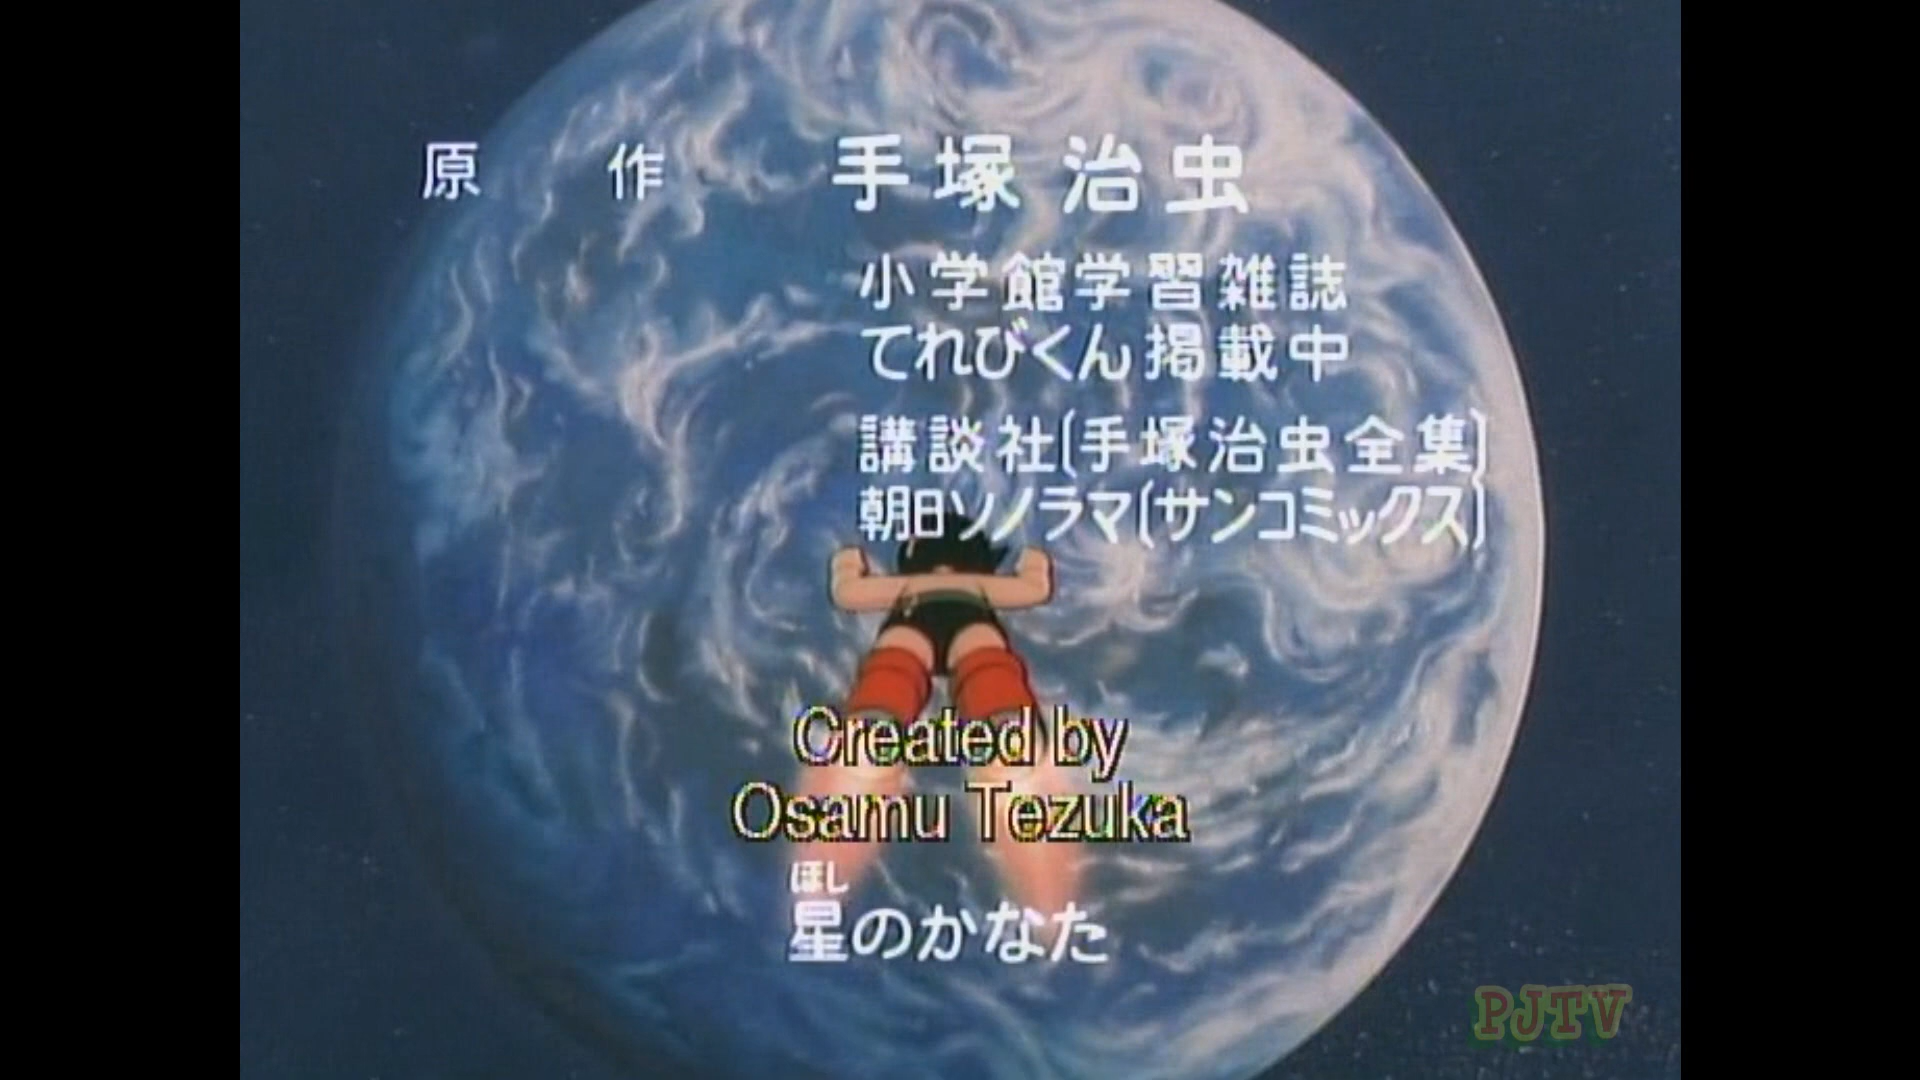 原 作 手塚 治虫
小学館学習雑誌
てれびくん掲載中
講談社(手塚治虫全集)
朝日ソノラマ(サンコミックス)
Created by
Osamu Tezuka
ほし
星のかなた
PJTV